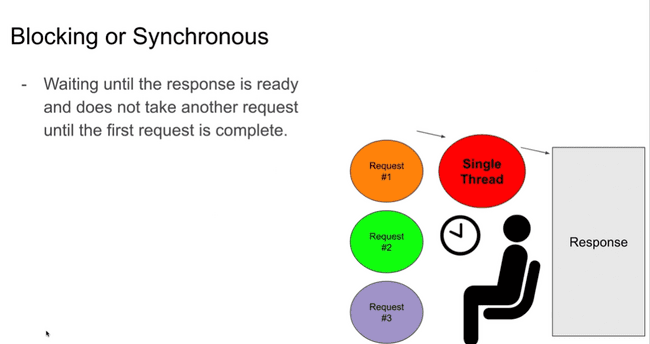 Blocking or Synchronous
- Waiting until the response is ready
and does not take another request
until the first request is complete.
Request
#1
Single
Thread
Request
#2
Response
Request
#3